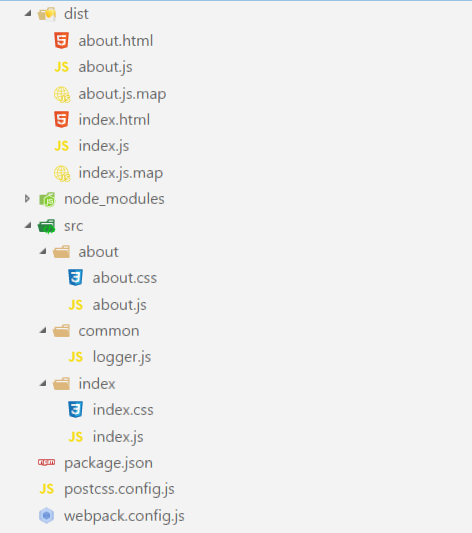 dist
about.html
JS about.js
about.js.map
index.html
JS index.js
index.js.map
node_modules
src
about
about.css
JS about.js
common
JS logger.js
index
index.css
JS index.js
npm package.json
JS postcss.config.js
webpack.config.js